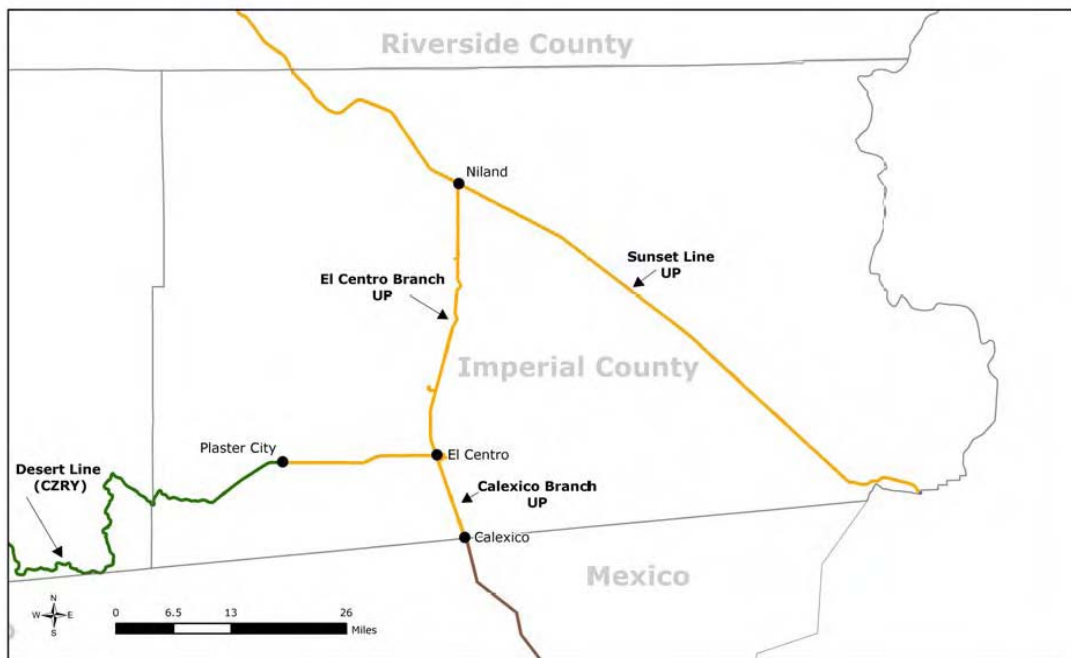 Riverside County
Niland
Sunset Line
UP
El Centro Branch
UP
Imperial County
Plaster City
El Centro
Desert Line
(CZRY)
Calexico Branch
UP
Calexico
Mexico
N
W E
S
0 6.5 13 26
Miles